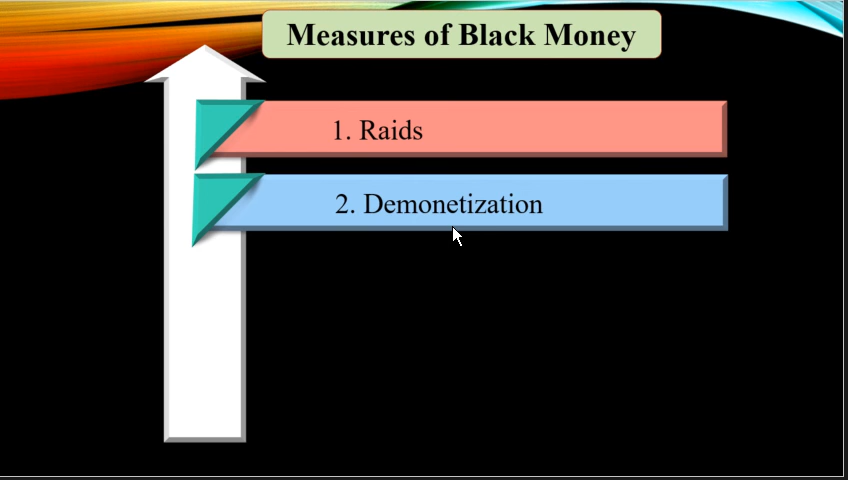 Measures of Black Money
1. Raids
2. Demonetization